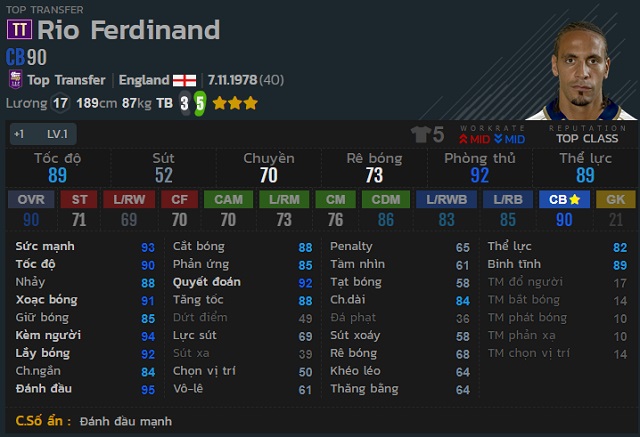 TOP TRANSFER
TT Rio Ferdinand
CB 90
Top Transfer England 7.11.1978 (40)
Lương 17 189cm 87kg TB 3 5
+1 LV.1
5 WORKRATE MID MID REPUTATION TOP CLASS
Tốc độ Sút Chuyền Rê bóng Phòng thủ Thể lực
89 52 70 73 92 89
OVR ST L/RW CF CAM L/RM CM CDM L/RWB L/RB CB GK
90 71 69 70 70 73 76 86 83 85 90 21
Sức mạnh 93 Cắt bóng 88 Penalty 65 Thể lực 82
Tốc độ 90 Phản ứng 85 Tầm nhìn 61 Bình tĩnh 89
Nhảy 88 Quyết đoán 92 Tạt bóng 58 TM đổ người 17
Xoạc bóng 91 Tăng tốc 88 Ch.dài 84 TM bắt bóng 14
Giữ bóng 85 Dứt điểm 49 Đá phạt 36 TM phát bóng 10
Kèm người 94 Lực sút 69 Sút xoáy 58 TM phản xạ 10
Lấy bóng 92 Sút xa 39 Rê bóng 68 TM chọn vị trí 14
Ch.ngắn 84 Chọn vị trí 50 Khéo léo 64
Đánh đầu 95 Vô-lê 61 Thăng bằng 64
C.Số ẩn : Đánh đầu mạnh